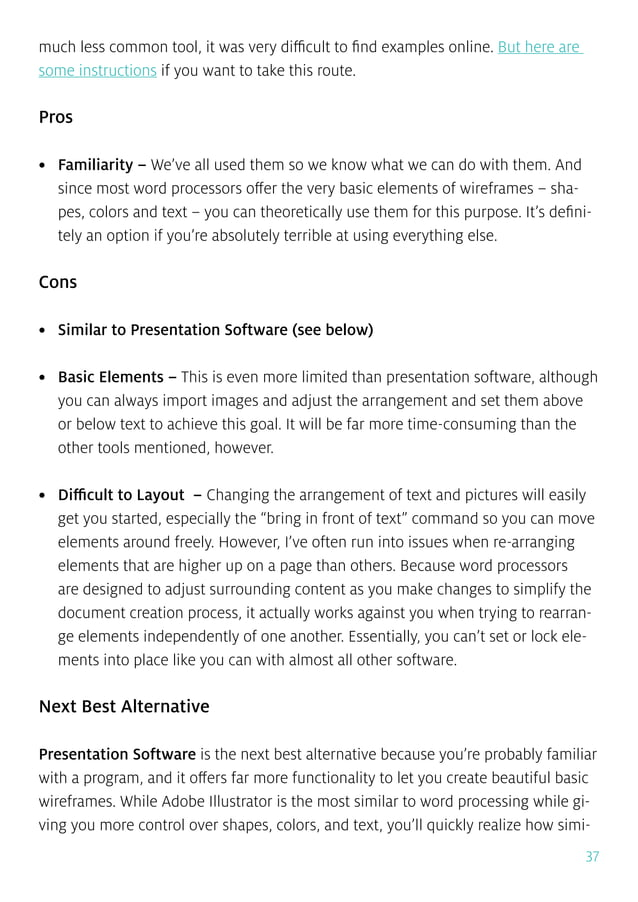 much less common tool, it was very difficult to find examples online. But here are
some instructions if you want to take this route.
Pros
• Familiarity – We’ve all used them so we know what we can do with them. And
since most word processors offer the very basic elements of wireframes – sha-
pes, colors and text – you can theoretically use them for this purpose. It’s defini-
tely an option if you’re absolutely terrible at using everything else.
Cons
• Similar to Presentation Software (see below)
• Basic Elements – This is even more limited than presentation software, although
you can always import images and adjust the arrangement and set them above
or below text to achieve this goal. It will be far more time-consuming than the
other tools mentioned, however.
• Difficult to Layout – Changing the arrangement of text and pictures will easily
get you started, especially the “bring in front of text” command so you can move
elements around freely. However, I’ve often run into issues when re-arranging
elements that are higher up on a page than others. Because word processors
are designed to adjust surrounding content as you make changes to simplify the
document creation process, it actually works against you when trying to rearran-
ge elements independently of one another. Essentially, you can’t set or lock ele-
ments into place like you can with almost all other software.
Next Best Alternative
Presentation Software is the next best alternative because you’re probably familiar
with a program, and it offers far more functionality to let you create beautiful basic
wireframes. While Adobe Illustrator is the most similar to word processing while gi-
ving you more control over shapes, colors, and text, you’ll quickly realize how simi-
37